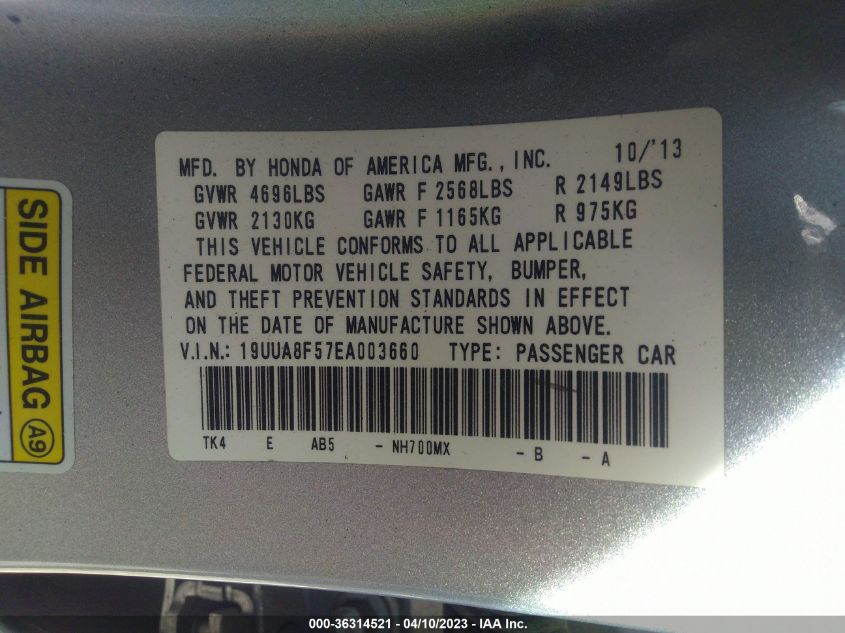 MFD. BY HONDA OF AMERICA MFG., INC. 10/'13
GVWR 4696LBS GAWR F 2568LBS R 2149LBS
GVWR 2130KG GAWR F 1165KG R 975KG
THIS VEHICLE CONFORMS TO ALL APPLICABLE
FEDERAL MOTOR VEHICLE SAFETY, BUMPER,
AND THEFT PREVENTION STANDARDS IN EFFECT
ON THE DATE OF MANUFACTURE SHOWN ABOVE.
V.I.N.: 19UUA8F57EA003660 TYPE: PASSENGER CAR
TK4 E AB5 - NH700MX - B - A
SIDE AIRBAG A9
000-36314521 - 04/10/2023 - IAA Inc.